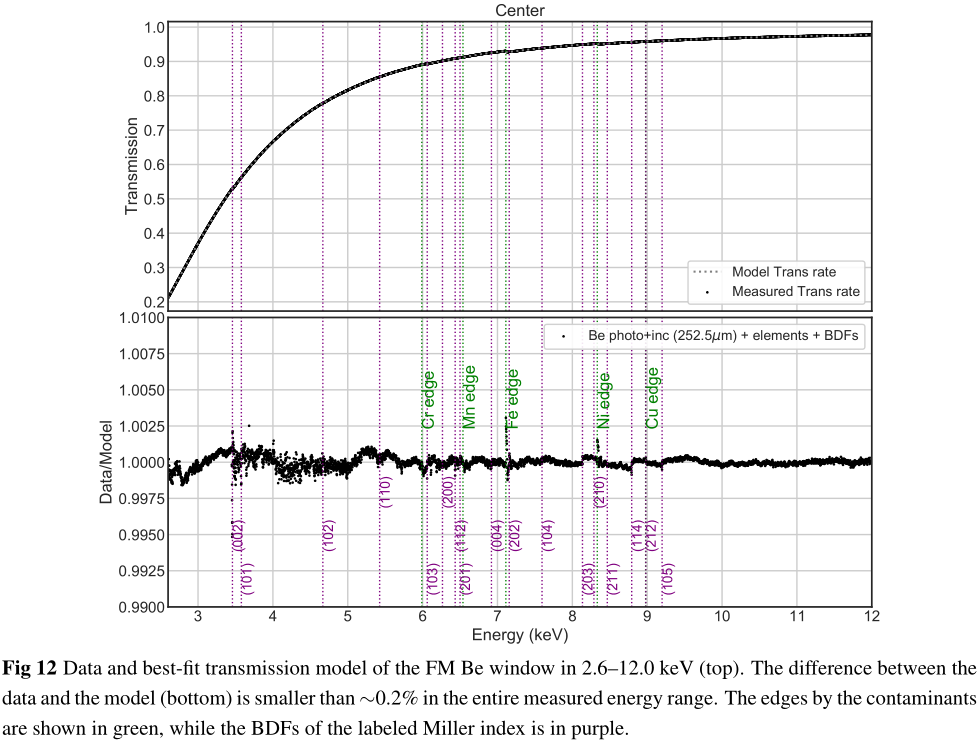 Center
1.0
0.9
0.8
0.7
0.6
0.5
0.4
0.3
0.2
Transmission
Model Trans rate
Measured Trans rate
1.0100
1.0075
1.0050
1.0025
1.0000
0.9975
0.9950
0.9925
0.9900
Data/Model
Be photo+inc (252.5μm) + elements + BDFs
Cr edge
Mn edge
Fe edge
Ni edge
Cu edge
(002)
(101)
(102)
(110)
(103)
(200)
(112)
(201)
(004)
(202)
(104)
(203)
(210)
(211)
(114)
(212)
(105)
3 4 5 6 7 8 9 10 11 12
Energy (keV)
Fig 12 Data and best-fit transmission model of the FM Be window in 2.6–12.0 keV (top). The difference between the
data and the model (bottom) is smaller than ∼0.2% in the entire measured energy range. The edges by the contaminants
are shown in green, while the BDFs of the labeled Miller index is in purple.